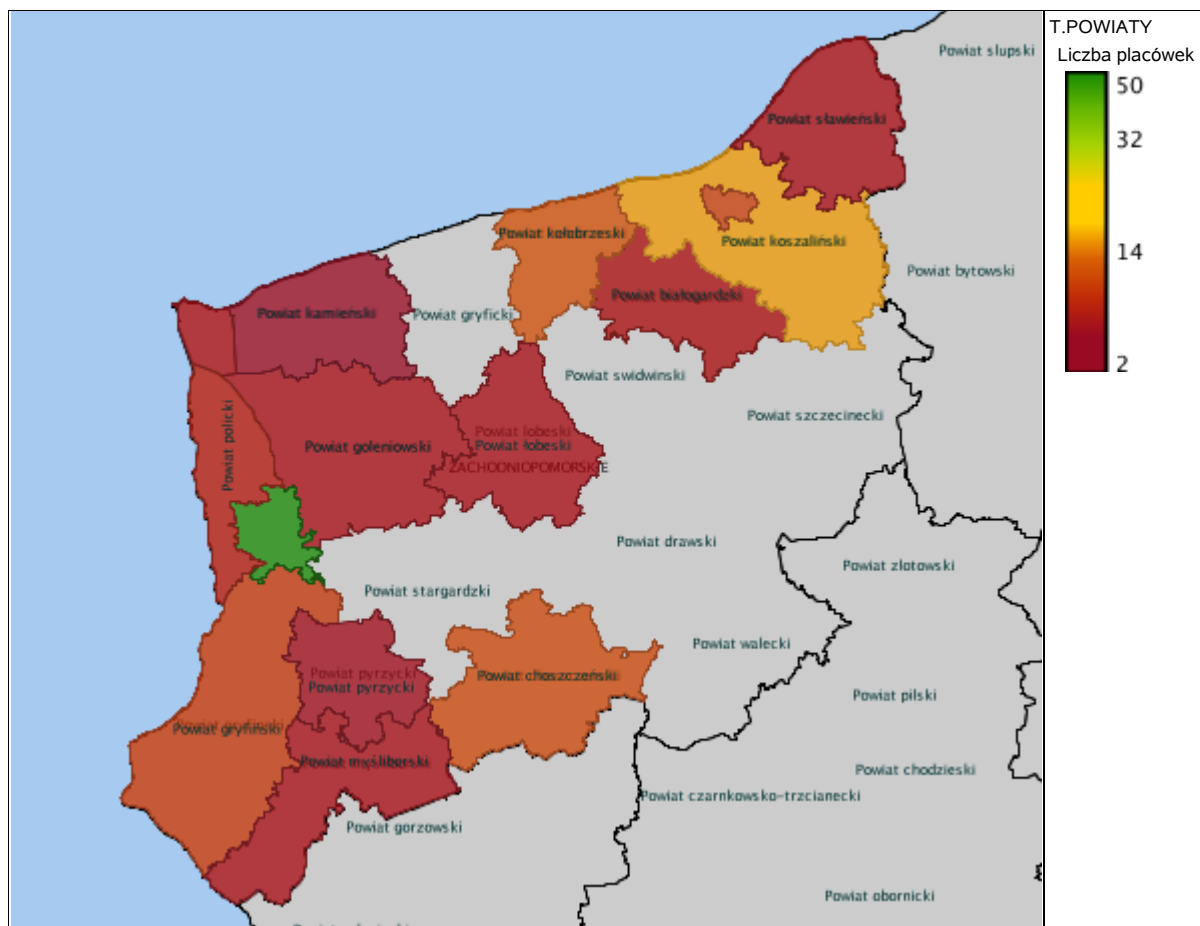 T.POWIATY
Liczba placówek
50
32
14
2
Powiat slupski
Powiat sławieński
Powiat kołobrzeski
Powiat koszaliński
Powiat bytowski
Powiat białogardzki
Powiat kamieński
Powiat gryficki
Powiat swidwinski
Powiat szczecinecki
Powiat policki
Powiat goleniowski
Powiat lobeski
Powiat łobeski
ZACHODNIOPOMORSKIE
Powiat drawski
Powiat zlotowski
Powiat stargardzki
Powiat walecki
Powiat pyrzycki
Powiat pyrzycki
Powiat choszczeński
Powiat pilski
Powiat gryfinski
Powiat gryfiński
Powiat myśliborski
Powiat chodzieski
Powiat czarnkowsko-trzcianecki
Powiat gorzowski
Powiat obornicki